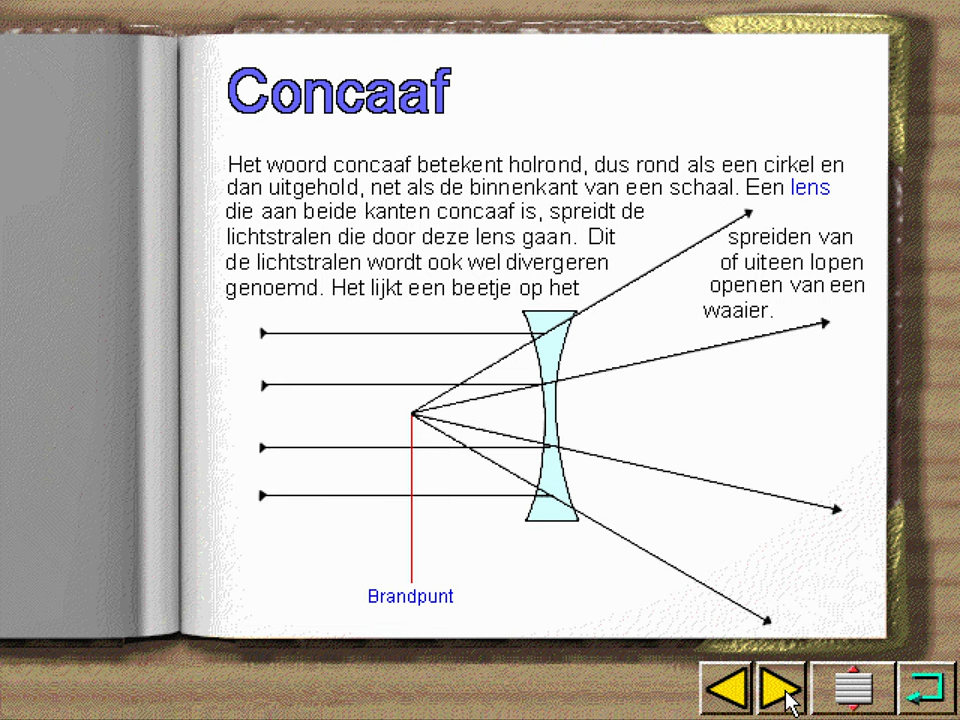 Concaaf
Het woord concaaf betekent holrond, dus rond als een cirkel en
dan uitgehold, net als de binnenkant van een schaal. Een lens
die aan beide kanten concaaf is, spreidt de
lichtstralen die door deze lens gaan. Dit spreiden van
de lichtstralen wordt ook wel divergeren of uiteen lopen
genoemd. Het lijkt een beetje op het openen van een
waaier.
Brandpunt